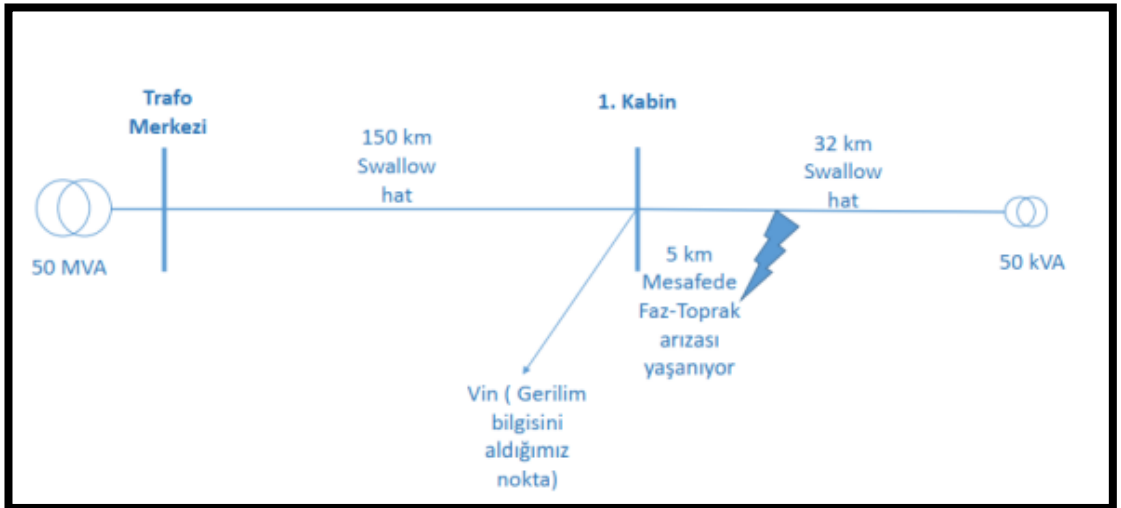 Trafo
Merkezi
150 km
Swallow
hat
1. Kabin
32 km
Swallow
hat
50 MVA
5 km
Mesafede
Faz-Toprak
arızası
yaşanıyor
50 kVA
Vin ( Gerilim
bilgisini
aldığımız
nokta)